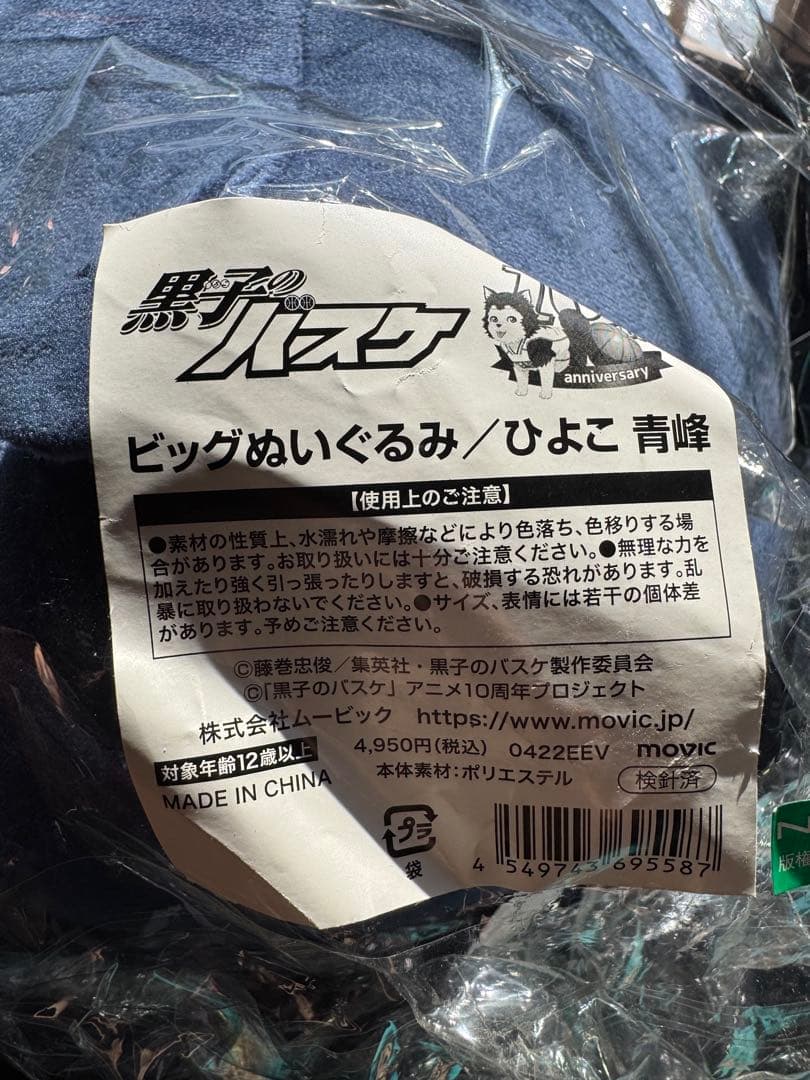 黒子のバスケ
anniversary
ビッグぬいぐるみ/ひよこ 青峰
【使用上のご注意】
●素材の性質上、水濡れや摩擦などにより色落ち、色移りする場
合があります。お取り扱いには十分ご注意ください。●無理な力を
加えたり強く引っ張ったりしますと、破損する恐れがあります。乱
暴に取り扱わないでください。●サイズ、表情には若干の個体差
があります。予めご注意ください。
©藤巻忠俊/集英社・黒子のバスケ製作委員会
©「黒子のバスケ」アニメ10周年プロジェクト
株式会社ムービック https://www.movic.jp/
対象年齢12歳以上 4,950円(税込) 0422EEV movic
MADE IN CHINA 本体素材:ポリエステル 検針済
プラ
袋
4 549743 695587
版権